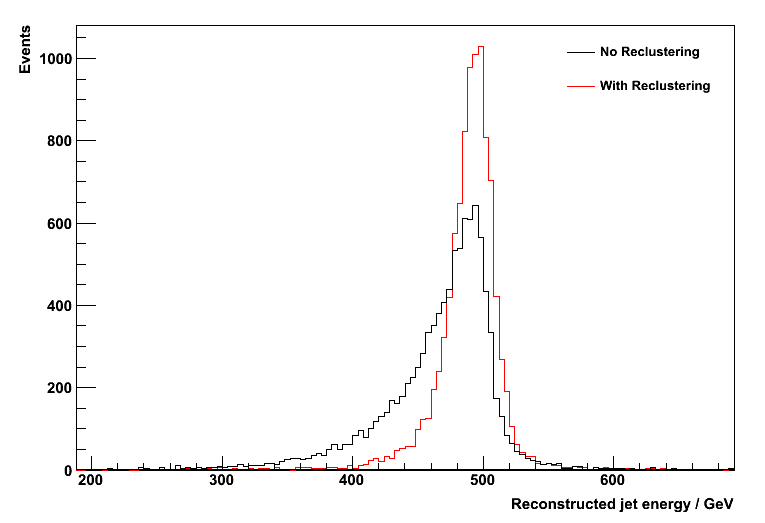 Events
1000
800
600
400
200
0
No Reclustering
With Reclustering
200
300
400
500
600
Reconstructed jet energy / GeV